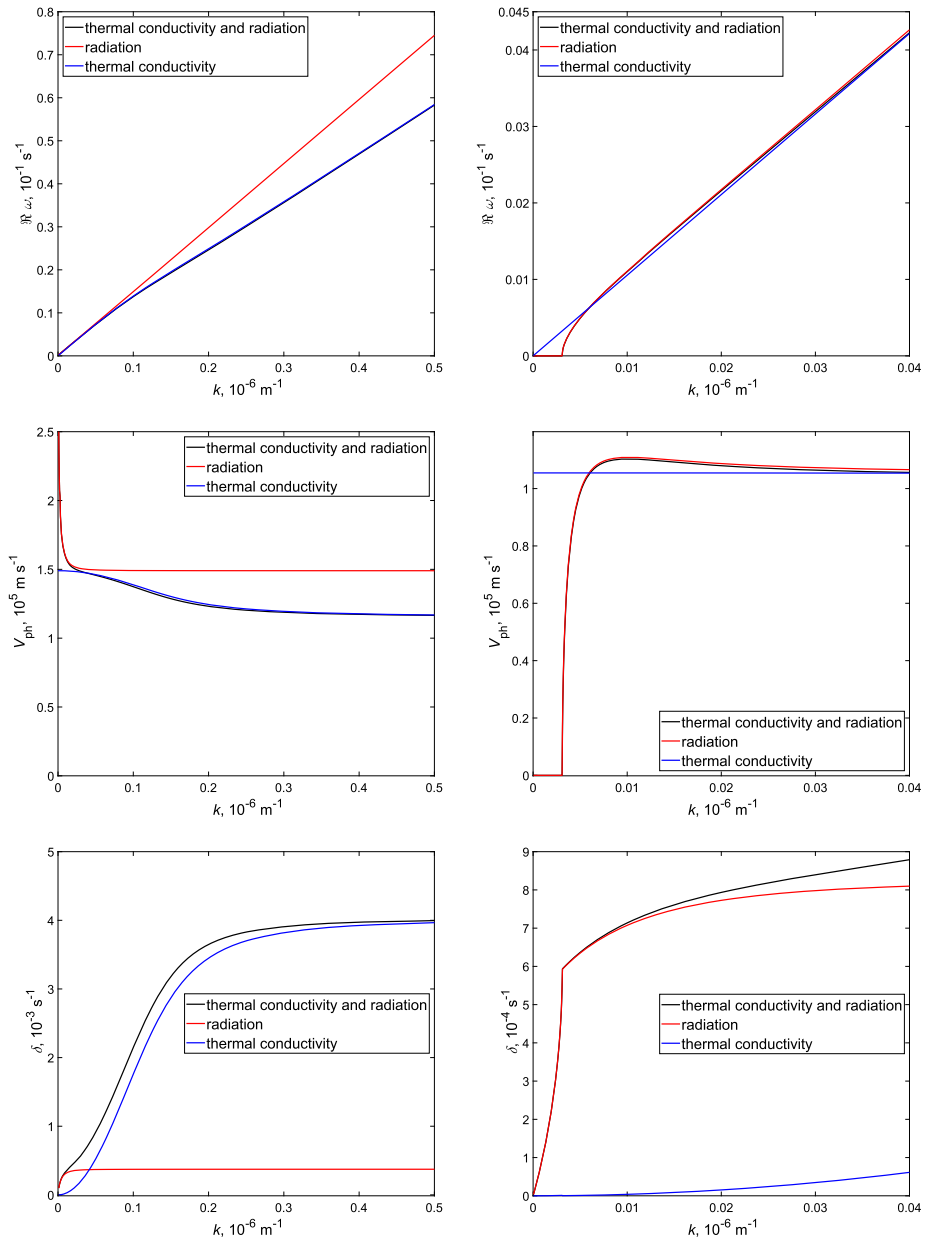 0.8
0.7
0.6
0.5
0.4
0.3
0.2
0.1
0
ℜ ω, 10⁻¹ s⁻¹
thermal conductivity and radiation
radiation
thermal conductivity
0 0.1 0.2 0.3 0.4 0.5
k, 10⁻⁶ m⁻¹
0.045
0.04
0.03
0.02
0.01
0
ℜ ω, 10⁻¹ s⁻¹
thermal conductivity and radiation
radiation
thermal conductivity
0 0.01 0.02 0.03 0.04
k, 10⁻⁶ m⁻¹
2.5
2
1.5
1
0.5
0
V_ph, 10⁵ m s⁻¹
thermal conductivity and radiation
radiation
thermal conductivity
0 0.1 0.2 0.3 0.4 0.5
k, 10⁻⁶ m⁻¹
1
0.8
0.6
0.4
0.2
0
V_ph, 10⁵ m s⁻¹
thermal conductivity and radiation
radiation
thermal conductivity
0 0.01 0.02 0.03 0.04
k, 10⁻⁶ m⁻¹
5
4
3
2
1
0
δ, 10⁻³ s⁻¹
thermal conductivity and radiation
radiation
thermal conductivity
0 0.1 0.2 0.3 0.4 0.5
k, 10⁻⁶ m⁻¹
9
8
7
6
5
4
3
2
1
0
δ, 10⁻⁴ s⁻¹
thermal conductivity and radiation
radiation
thermal conductivity
0 0.01 0.02 0.03 0.04
k, 10⁻⁶ m⁻¹